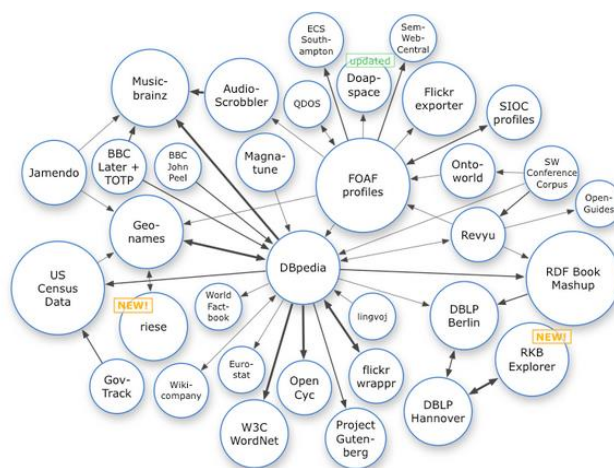 ECS
South-
ampton
Sem-
Web-
Central
updated
Doap-
space
Music-
brainz
Audio-
Scrobbler
QDOS
Flickr
exporter
SIOC
profiles
BBC
Later +
TOTP
BBC
John
Peel
Magna-
tune
Jamendo
FOAF
profiles
Onto-
world
SW
Conference
Corpus
Open-
Guides
Geo-
names
Revyu
DBpedia
US
Census
Data
RDF Book
Mashup
NEW!
riese
World
Fact-
book
lingvoj
DBLP
Berlin
NEW!
RKB
Explorer
Gov-
Track
Wiki-
company
Euro-
stat
Open
Cyc
flickr
wrappr
DBLP
Hannover
W3C
WordNet
Project
Guten-
berg